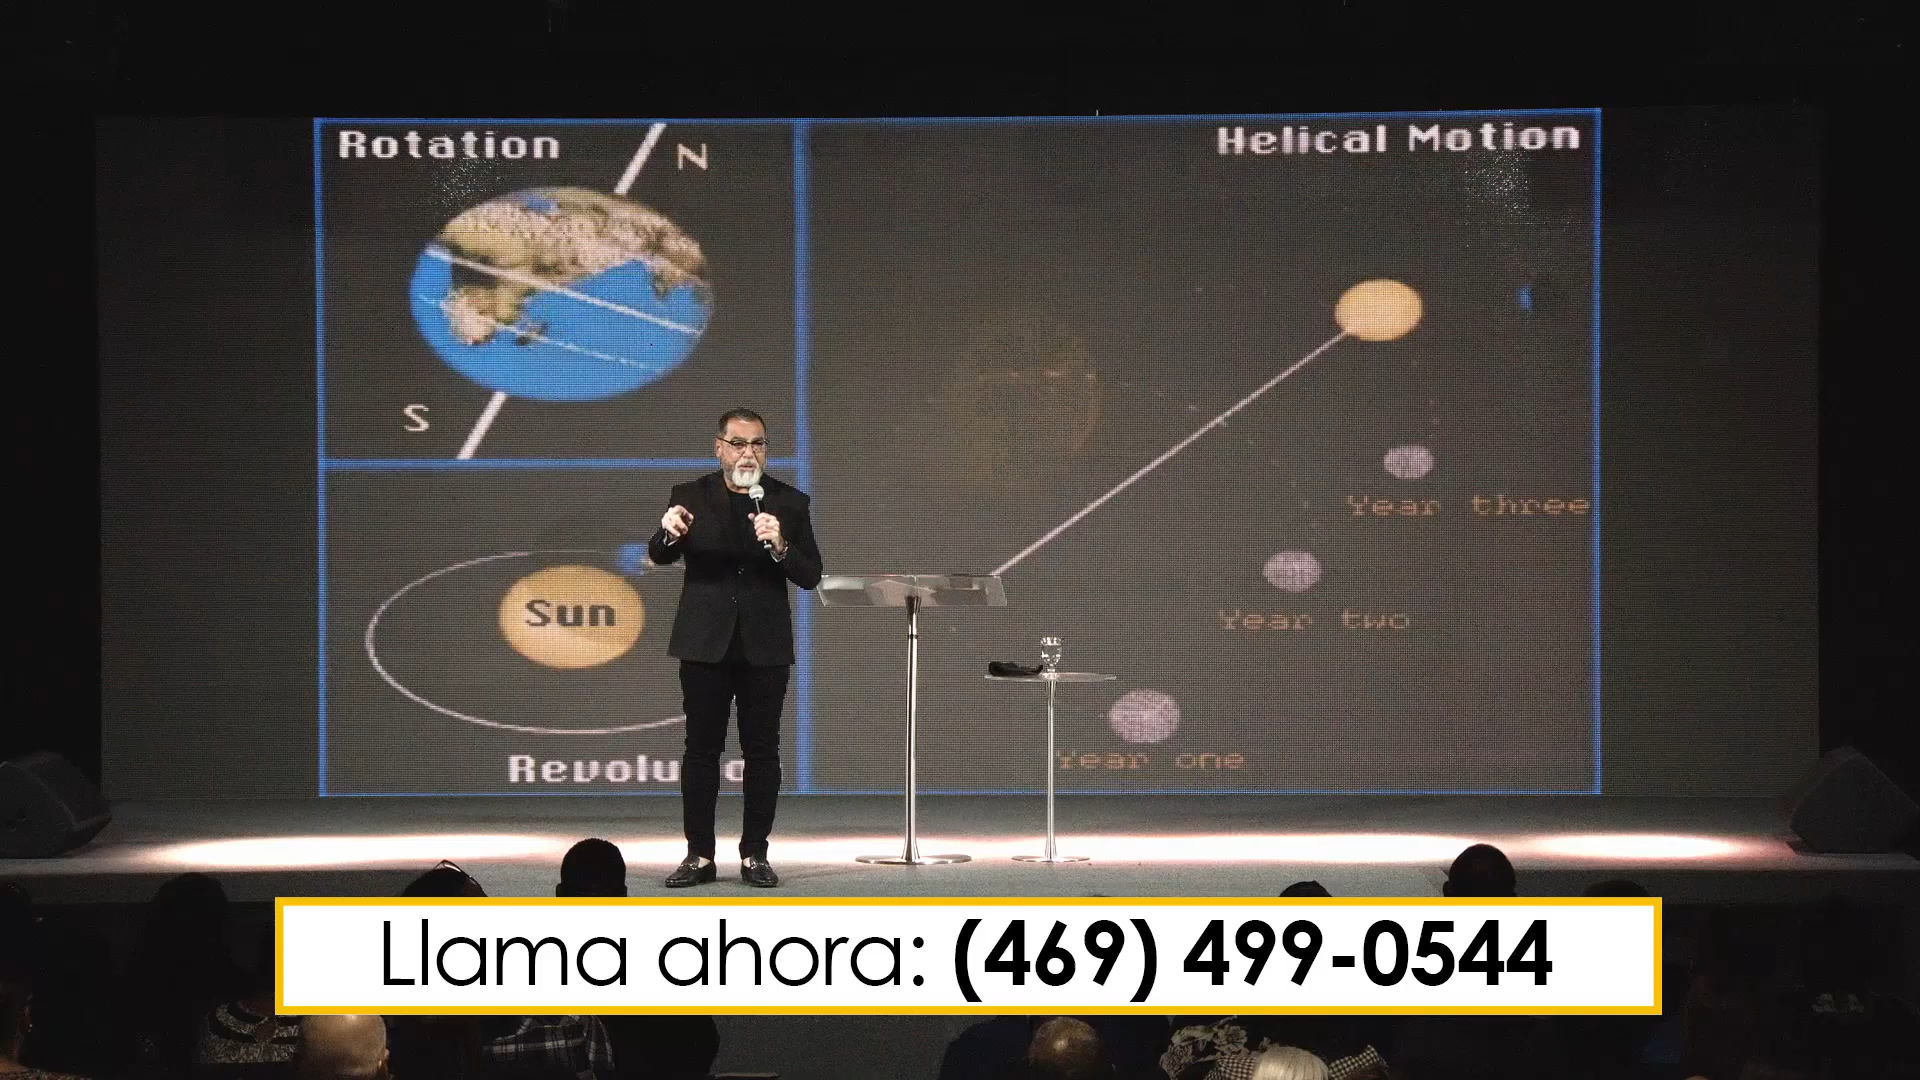 Rotation
N
S
Sun
Helical Motion
Year three
Year two
Year one
Llama ahora: (469) 499-0544